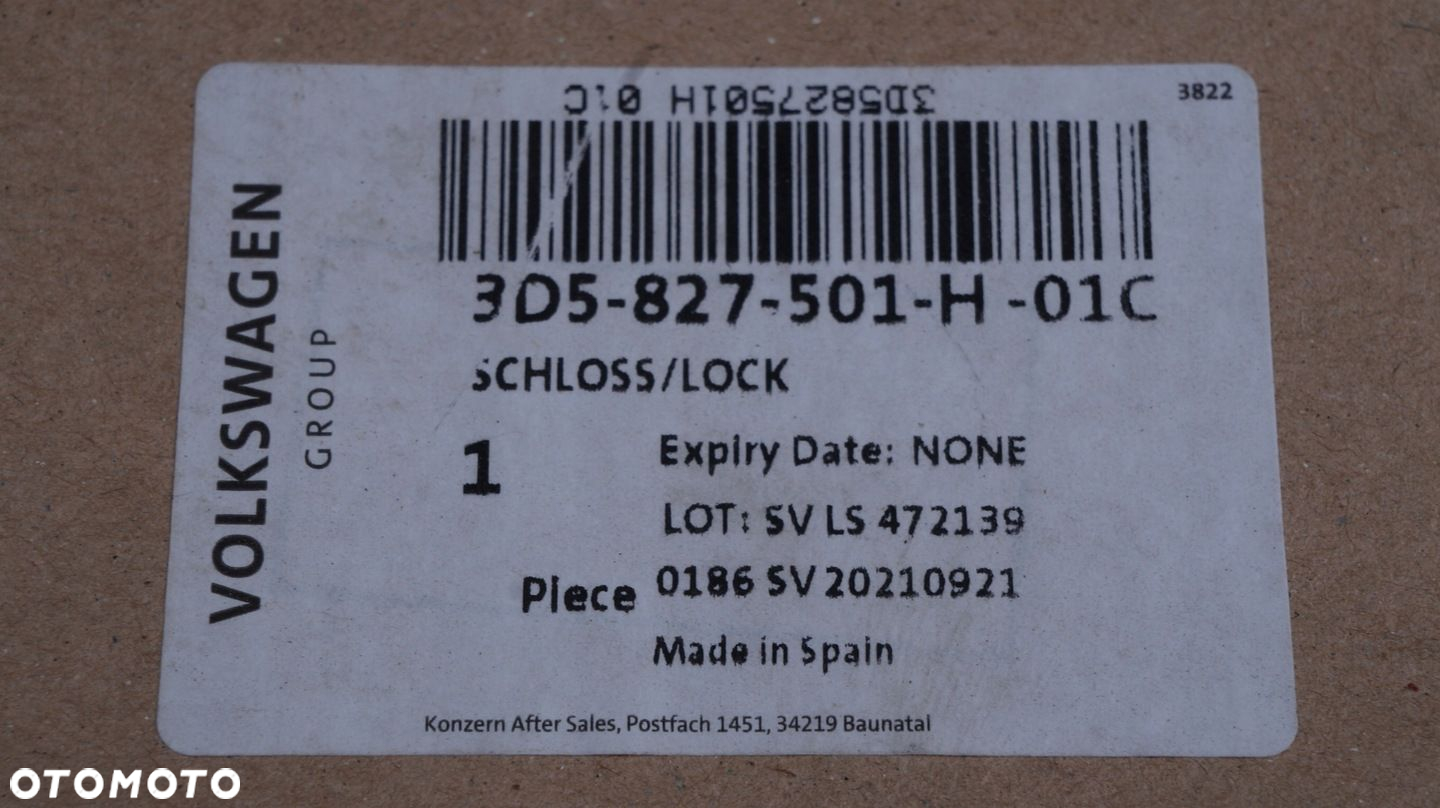 3D5827501H 01C
3822
VOLKSWAGEN
GROUP
3D5-827-501-H -01C
SCHLOSS/LOCK
1
Expiry Date: NONE
LOT: SV LS 472139
Piece
0186 SV 20210921
Made in Spain
Konzern After Sales, Postfach 1451, 34219 Baunatal
OTOMOTO